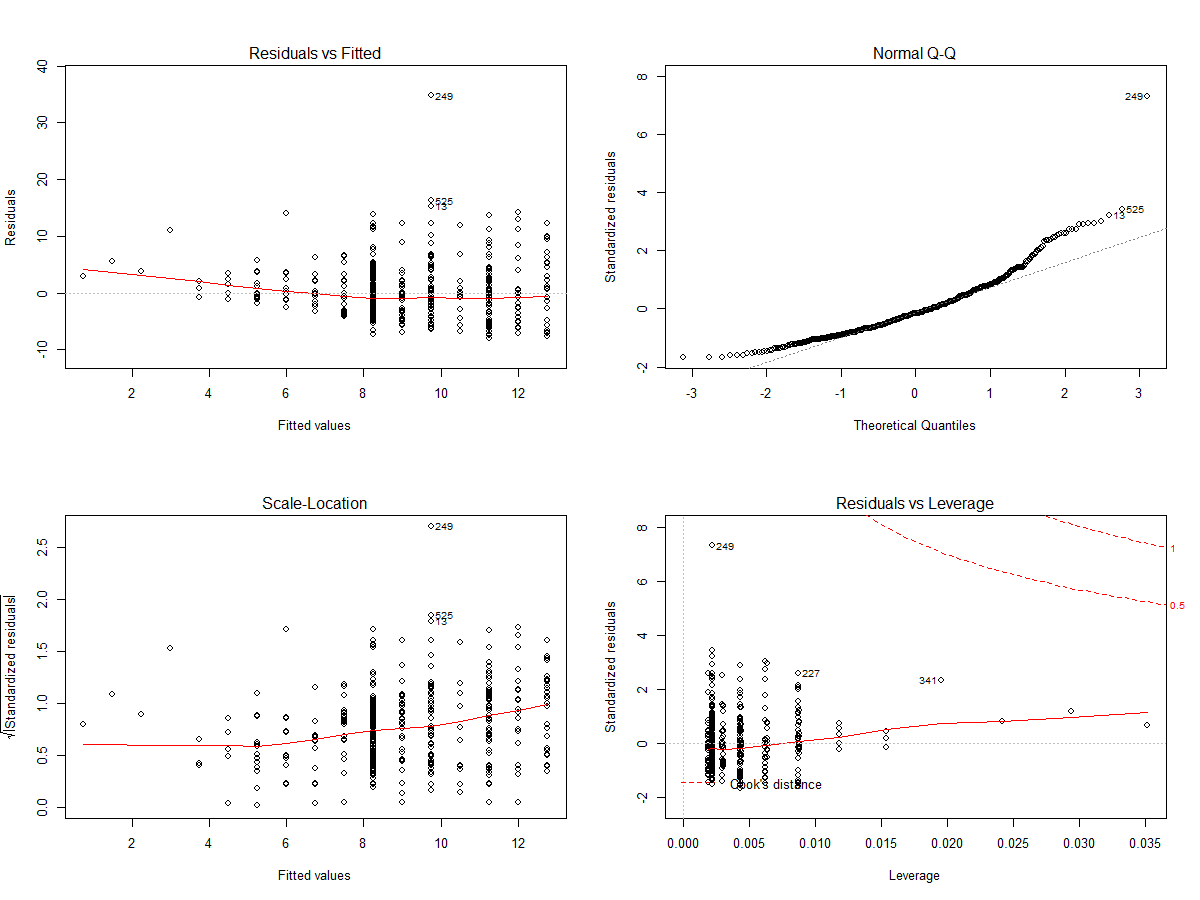 Residuals vs Fitted
Residuals
40
30
20
10
0
-10
249
525
13
2 4 6 8 10 12
Fitted values
Normal Q-Q
Standardized residuals
8
6
4
2
0
-2
249
525
13
-3 -2 -1 0 1 2 3
Theoretical Quantiles
Scale-Location
√|Standardized residuals|
2.5
2.0
1.5
1.0
0.5
0.0
249
525
13
2 4 6 8 10 12
Fitted values
Residuals vs Leverage
Standardized residuals
8
6
4
2
0
-2
249
227
341
1
0.5
Cook's distance
0.000 0.005 0.010 0.015 0.020 0.025 0.030 0.035
Leverage